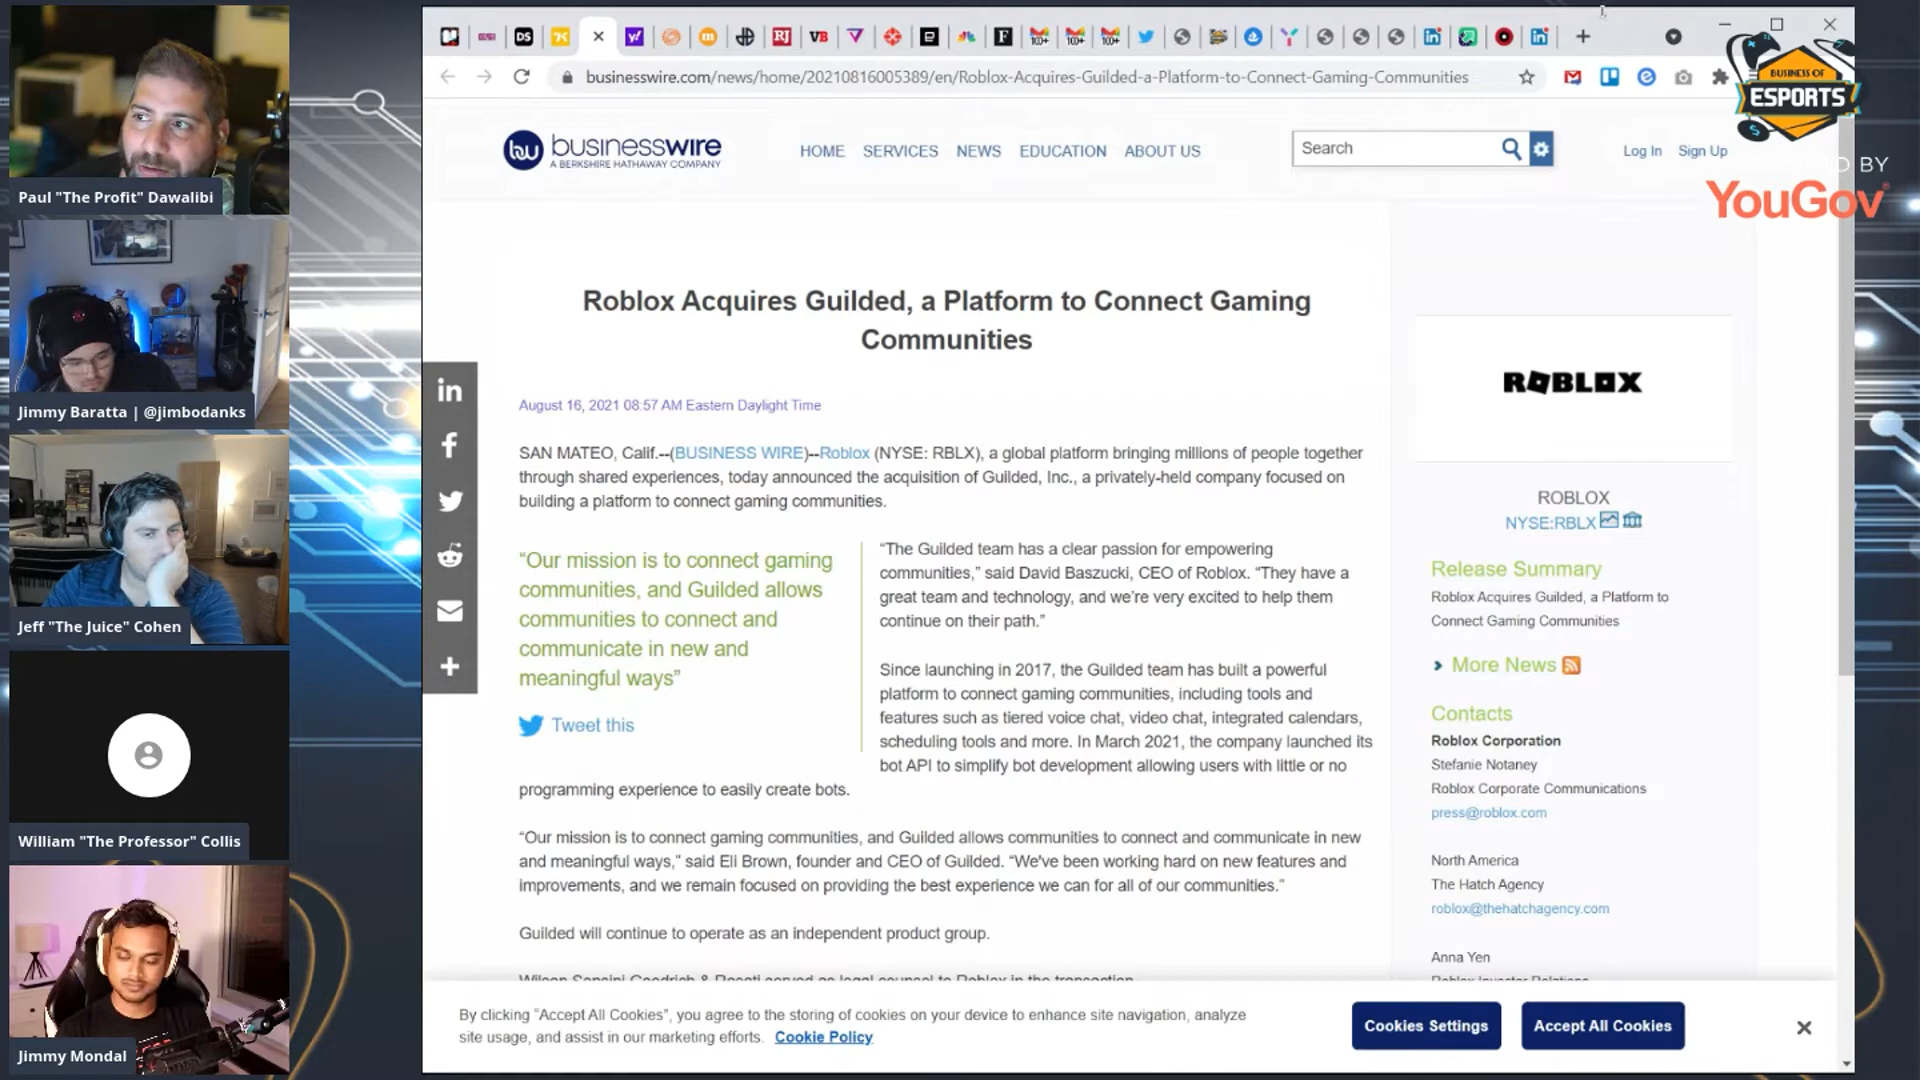 Paul "The Profit" Dawalibi
Jimmy Baratta | @jimbodanks
Jeff "The Juice" Cohen
William "The Professor" Collis
Jimmy Mondal
businesswire.com/news/home/20210816005389/en/Roblox-Acquires-Guilded-a-Platform-to-Connect-Gaming-Communities
BUSINESS OF
ESPORTS
BY
YouGov
businesswire
A BERKSHIRE HATHAWAY COMPANY
HOME SERVICES NEWS EDUCATION ABOUT US
Search
Log In Sign Up
Roblox Acquires Guilded, a Platform to Connect Gaming
Communities
August 16, 2021 08:57 AM Eastern Daylight Time
SAN MATEO, Calif.--(BUSINESS WIRE)--Roblox (NYSE: RBLX), a global platform bringing millions of people together
through shared experiences, today announced the acquisition of Guilded, Inc., a privately-held company focused on
building a platform to connect gaming communities.
“Our mission is to connect gaming
communities, and Guilded allows
communities to connect and
communicate in new and
meaningful ways”
Tweet this
“The Guilded team has a clear passion for empowering
communities,” said David Baszucki, CEO of Roblox. “They have a
great team and technology, and we’re very excited to help them
continue on their path.”
Since launching in 2017, the Guilded team has built a powerful
platform to connect gaming communities, including tools and
features such as tiered voice chat, video chat, integrated calendars,
scheduling tools and more. In March 2021, the company launched its
bot API to simplify bot development allowing users with little or no
programming experience to easily create bots.
“Our mission is to connect gaming communities, and Guilded allows communities to connect and communicate in new
and meaningful ways,” said Eli Brown, founder and CEO of Guilded. “We've been working hard on new features and
improvements, and we remain focused on providing the best experience we can for all of our communities.”
Guilded will continue to operate as an independent product group.
Wilson Sonsini Goodrich & Rosati served as legal counsel to Roblox in the transaction.
ROBLOX
ROBLOX
NYSE:RBLX
Release Summary
Roblox Acquires Guilded, a Platform to
Connect Gaming Communities
More News
Contacts
Roblox Corporation
Stefanie Notaney
Roblox Corporate Communications
press@roblox.com
North America
The Hatch Agency
roblox@thehatchagency.com
Anna Yen
Roblox Investor Relations
By clicking “Accept All Cookies”, you agree to the storing of cookies on your device to enhance site navigation, analyze
site usage, and assist in our marketing efforts. Cookie Policy
Cookies Settings
Accept All Cookies